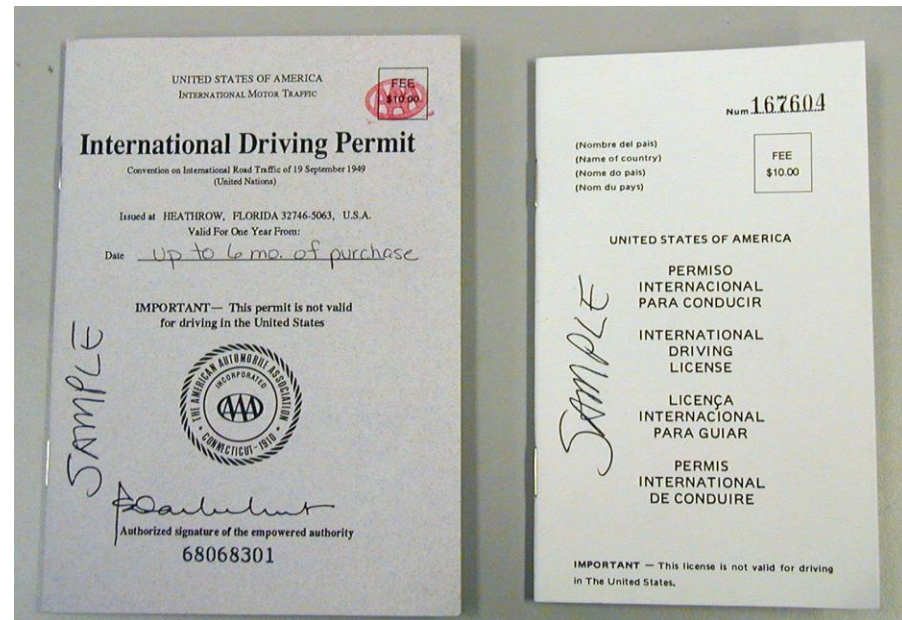 UNITED STATES OF AMERICA
INTERNATIONAL MOTOR TRAFFIC
FEE
$10.00
AAA
International Driving Permit
Convention on International Road Traffic of 19 September 1949
(United Nations)
Issued at HEATHROW, FLORIDA 32746-5063, U.S.A.
Valid For One Year From:
Date up to 6 mo. of purchase
IMPORTANT— This permit is not valid
for driving in the United States
SAMPLE
THE AMERICAN AUTOMOBILE ASSOCIATION
INCORPORATED
AAA
CONNECTICUT-1910
Authorized signature of the empowered authority
68068301
Num 167604
(Nombre del pais)
(Name of country)
(Nome do pais)
(Nom du pays)
FEE
$10.00
UNITED STATES OF AMERICA
PERMISO
INTERNACIONAL
PARA CONDUCIR
INTERNATIONAL
DRIVING
LICENSE
LICENÇA
INTERNACIONAL
PARA GUIAR
PERMIS
INTERNATIONAL
DE CONDUIRE
SAMPLE
IMPORTANT — This license is not valid for driving
in The United States.